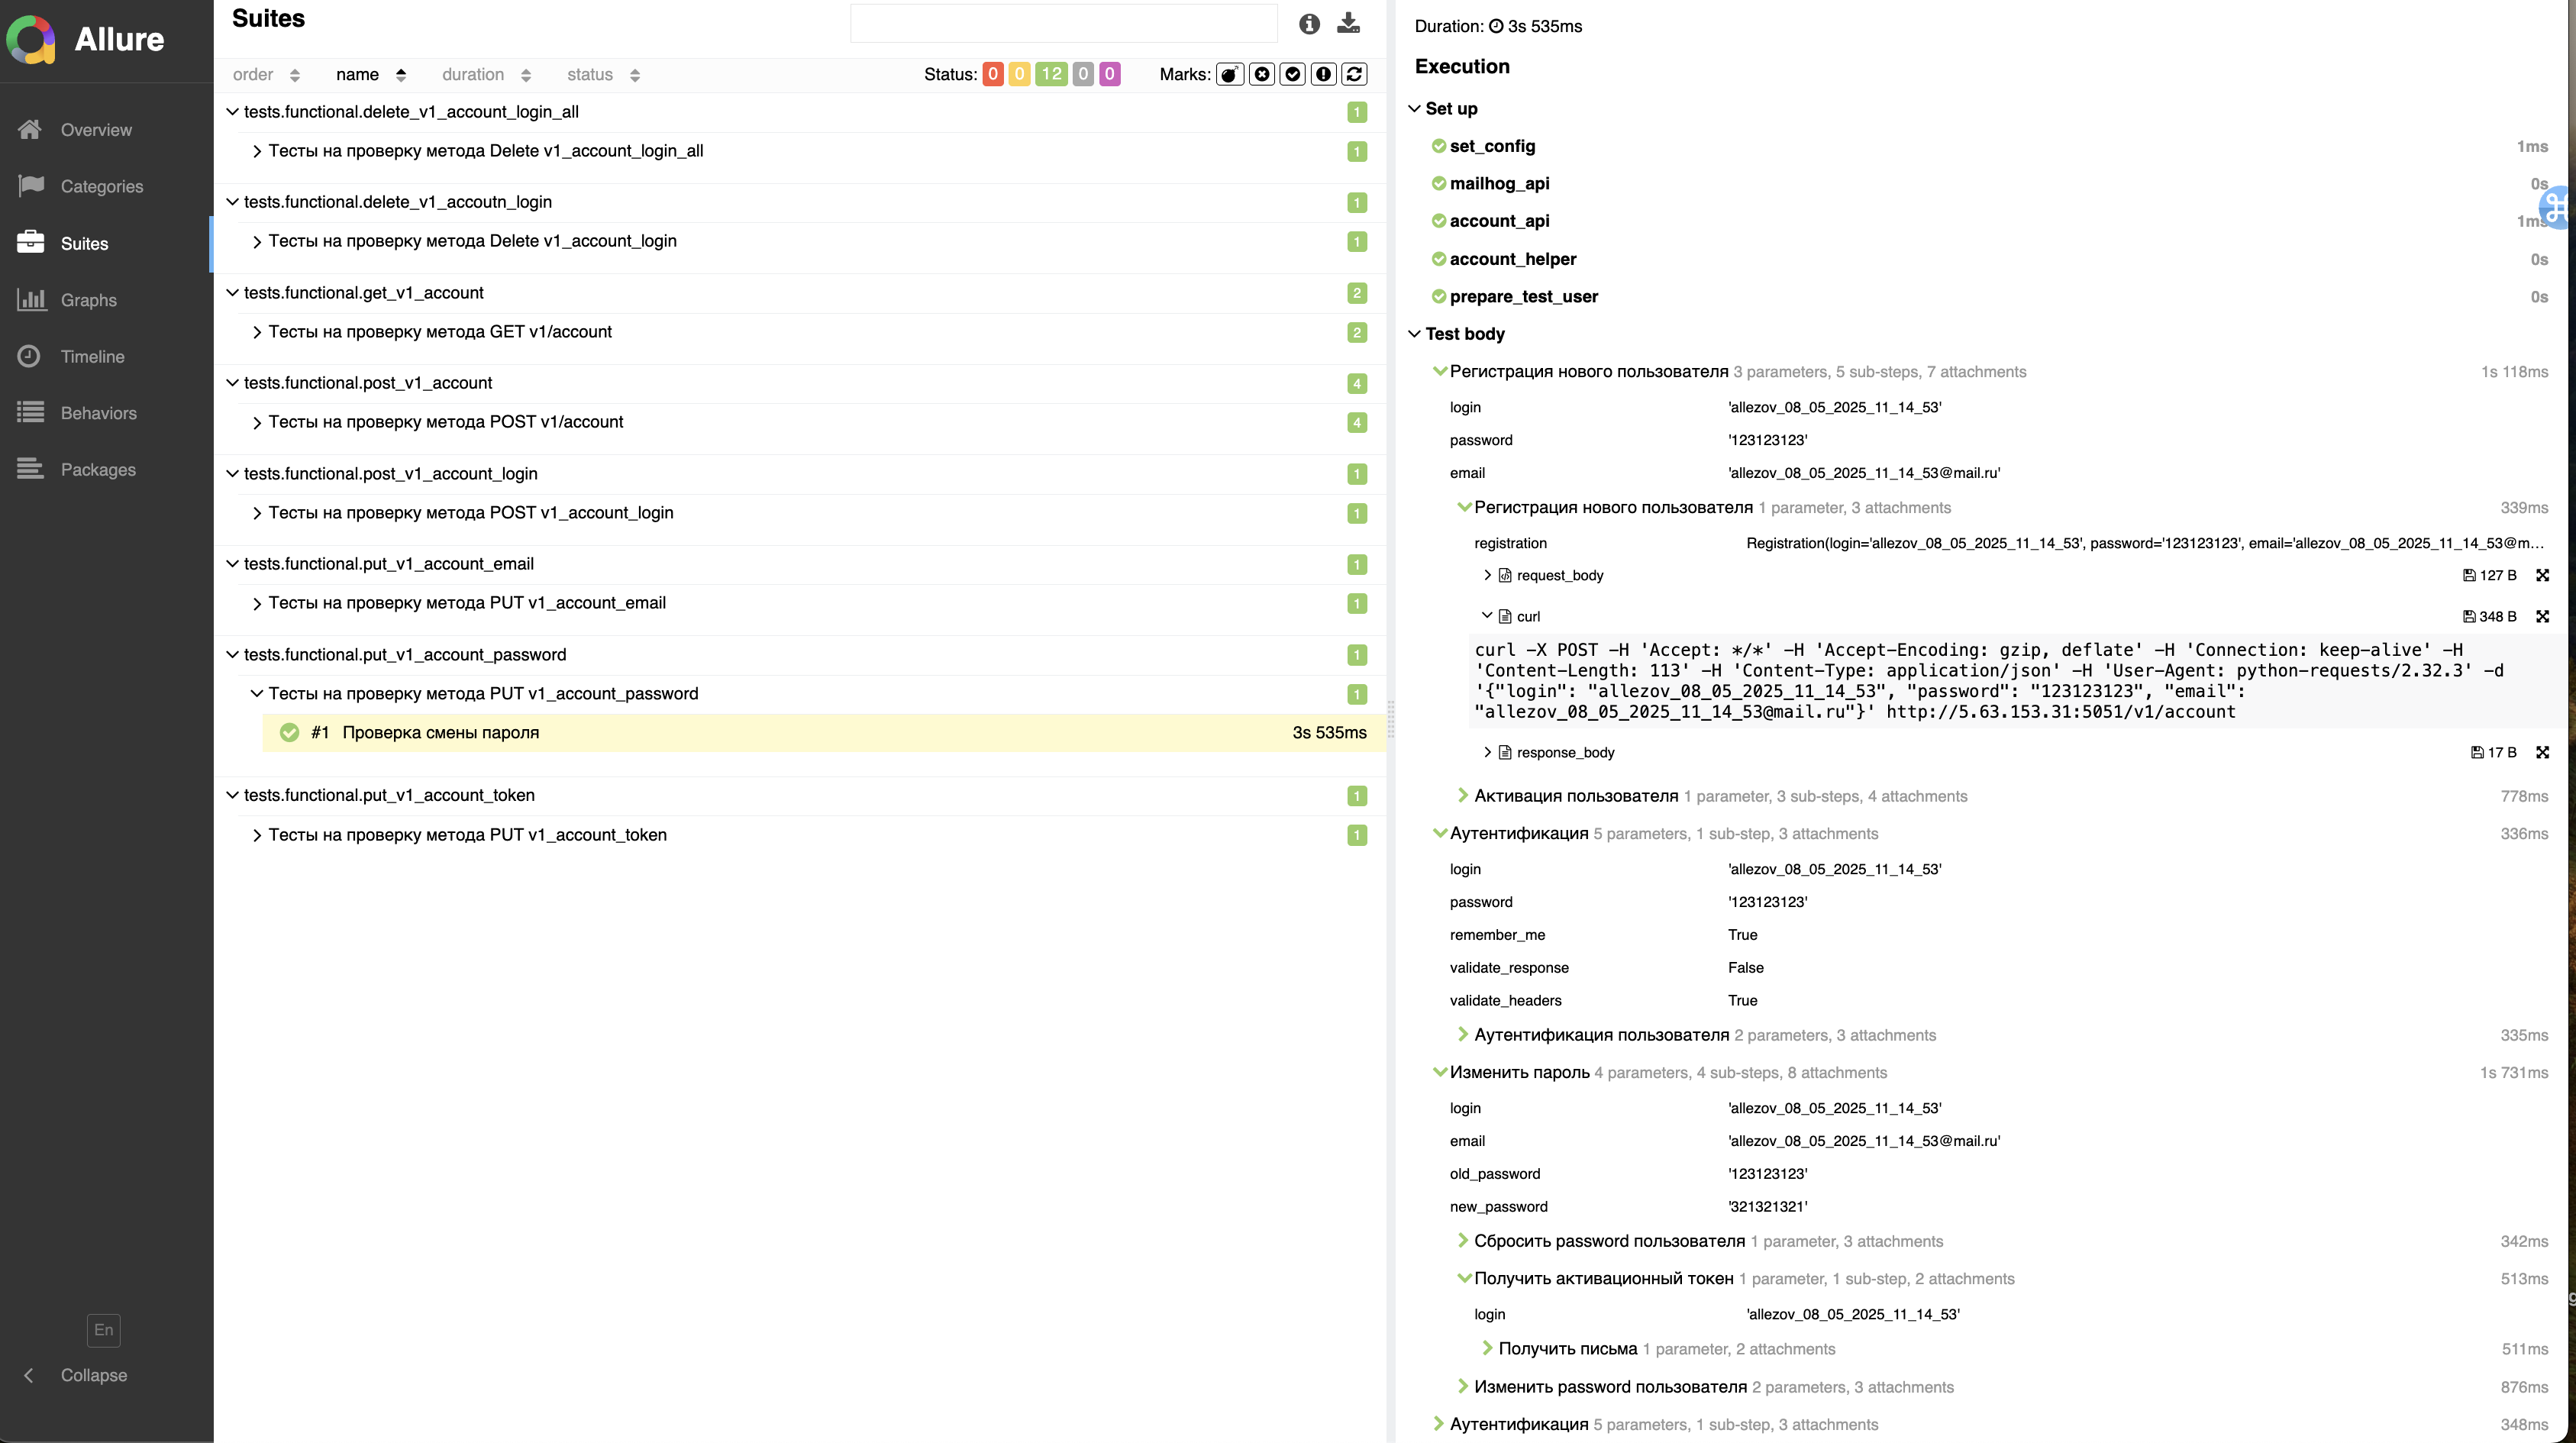 Allure
Overview
Categories
Suites
Graphs
Timeline
Behaviors
Packages
En
Collapse
Suites
order name duration status Status: 0 0 12 0 0 Marks:
tests.functional.delete_v1_account_login_all 1
Тесты на проверку метода Delete v1_account_login_all 1
tests.functional.delete_v1_accoutn_login 1
Тесты на проверку метода Delete v1_account_login 1
tests.functional.get_v1_account 2
Тесты на проверку метода GET v1/account 2
tests.functional.post_v1_account 4
Тесты на проверку метода POST v1/account 4
tests.functional.post_v1_account_login 1
Тесты на проверку метода POST v1_account_login 1
tests.functional.put_v1_account_email 1
Тесты на проверку метода PUT v1_account_email 1
tests.functional.put_v1_account_password 1
Тесты на проверку метода PUT v1_account_password 1
#1 Проверка смены пароля 3s 535ms
tests.functional.put_v1_account_token 1
Тесты на проверку метода PUT v1_account_token 1
Duration: 3s 535ms
Execution
Set up
set_config 1ms
mailhog_api 0s
account_api 1ms
account_helper 0s
prepare_test_user 0s
Test body
Регистрация нового пользователя 3 parameters, 5 sub-steps, 7 attachments 1s 118ms
login 'allezov_08_05_2025_11_14_53'
password '123123123'
email 'allezov_08_05_2025_11_14_53@mail.ru'
Регистрация нового пользователя 1 parameter, 3 attachments 339ms
registration Registration(login='allezov_08_05_2025_11_14_53', password='123123123', email='allezov_08_05_2025_11_14_53@m...
request_body 127 B
curl 348 B
curl -X POST -H 'Accept: */*' -H 'Accept-Encoding: gzip, deflate' -H 'Connection: keep-alive' -H
'Content-Length: 113' -H 'Content-Type: application/json' -H 'User-Agent: python-requests/2.32.3' -d
'{"login": "allezov_08_05_2025_11_14_53", "password": "123123123", "email":
"allezov_08_05_2025_11_14_53@mail.ru"}' http://5.63.153.31:5051/v1/account
response_body 17 B
Активация пользователя 1 parameter, 3 sub-steps, 4 attachments 778ms
Аутентификация 5 parameters, 1 sub-step, 3 attachments 336ms
login 'allezov_08_05_2025_11_14_53'
password '123123123'
remember_me True
validate_response False
validate_headers True
Аутентификация пользователя 2 parameters, 3 attachments 335ms
Изменить пароль 4 parameters, 4 sub-steps, 8 attachments 1s 731ms
login 'allezov_08_05_2025_11_14_53'
email 'allezov_08_05_2025_11_14_53@mail.ru'
old_password '123123123'
new_password '321321321'
Сбросить password пользователя 1 parameter, 3 attachments 342ms
Получить активационный токен 1 parameter, 1 sub-step, 2 attachments 513ms
login 'allezov_08_05_2025_11_14_53'
Получить письма 1 parameter, 2 attachments 511ms
Изменить password пользователя 2 parameters, 3 attachments 876ms
Аутентификация 5 parameters, 1 sub-step, 3 attachments 348ms